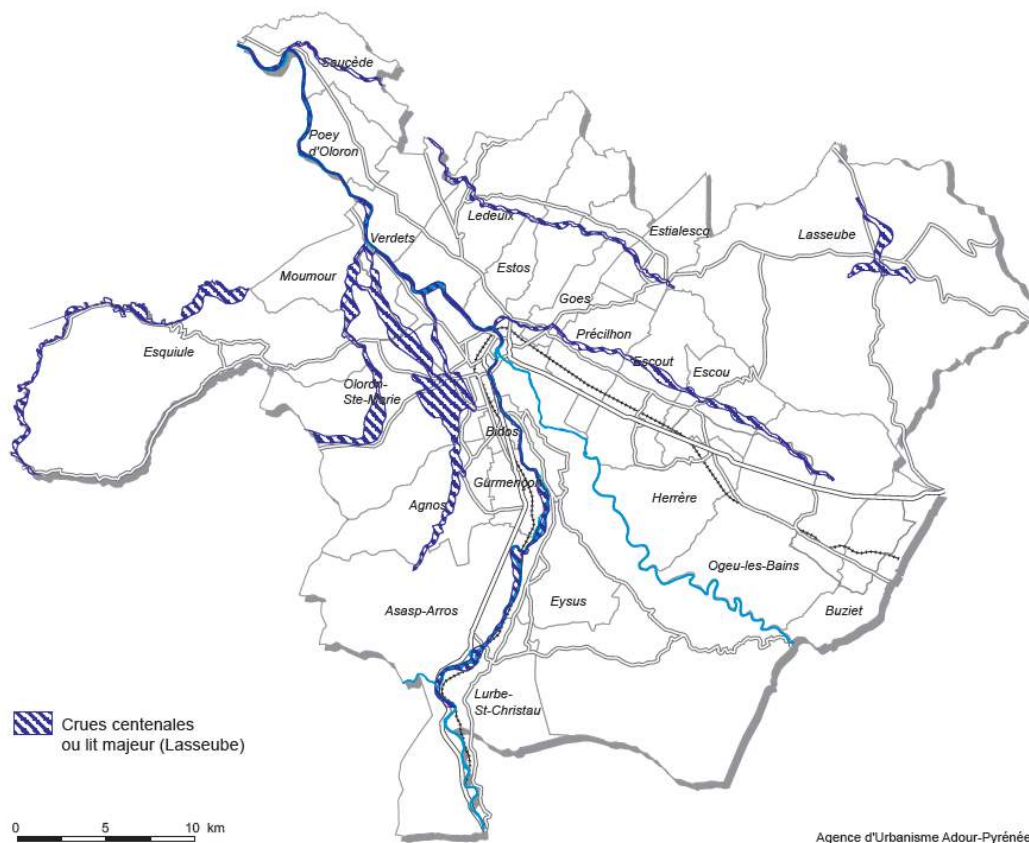 Saucède
Poey
d'Oloron
Ledeuix
Estialescq
Lasseube
Verdets
Moumour
Estos
Goes
Précilhon
Esquiule
Escout
Escou
Oloron-
Ste-Marie
Bidos
Gurmençon
Agnos
Herrère
Ogeu-les-Bains
Asasp-Arros
Eysus
Buziet
Lurbe-
St-Christau
Crues centenales
ou lit majeur (Lasseube)
0 5 10 km
Agence d'Urbanisme Adour-Pyrénée